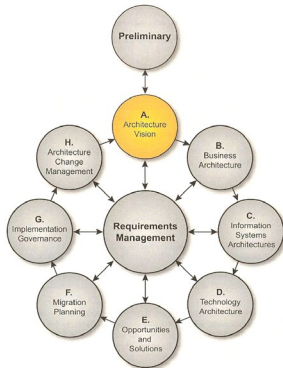 Preliminary
A.
Architecture
Vision
B.
Business
Architecture
C.
Information
Systems
Architectures
D.
Technology
Architecture
E.
Opportunities
and
Solutions
F.
Migration
Planning
G.
Implementation
Governance
H.
Architecture
Change
Management
Requirements
Management